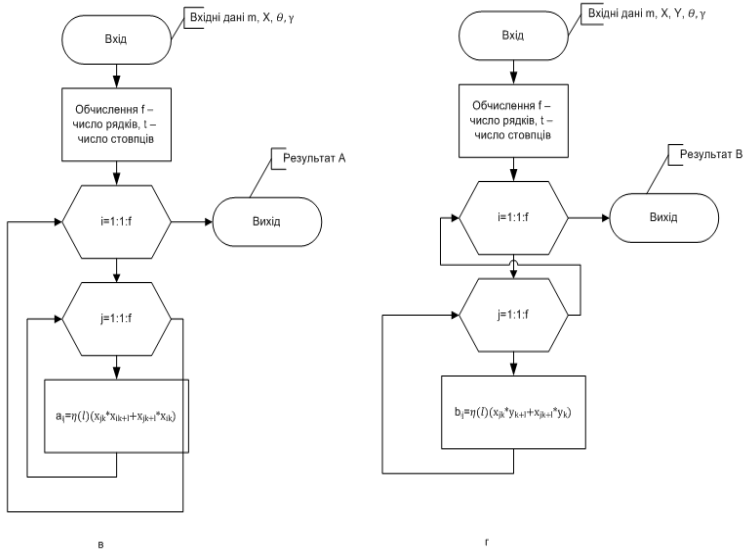 Вхідні дані m, X, θ, γ
Вхід
Обчислення f –
число рядків, t –
число стовпців
Результат A
i=1:1:f
Вихід
j=1:1:f
aᵢⱼ=η(l)(xⱼₖ*xᵢₖ₊ₗ+xⱼₖ₊ₗ*xᵢₖ)
в
Вхідні дані m, X, Y, θ, γ
Вхід
Обчислення f –
число рядків, t –
число стовпців
Результат B
i=1:1:f
Вихід
j=1:1:f
bⱼ=η(l)(xⱼₖ*yₖ₊ₗ+xⱼₖ₊ₗ*yₖ)
г